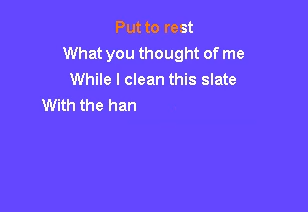 Put to rest
What you thought of me
While I clean this slate
With the han